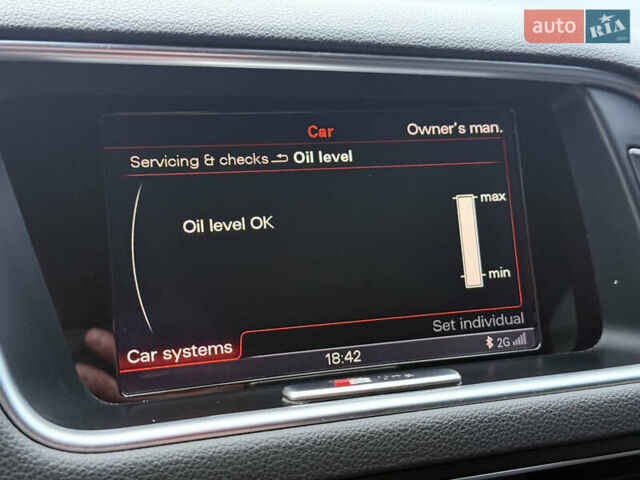 auto RIA.com
Car
Owner's man.
Servicing & checks Oil level
max
Oil level OK
min
Set individual
Car systems
18:42
2G